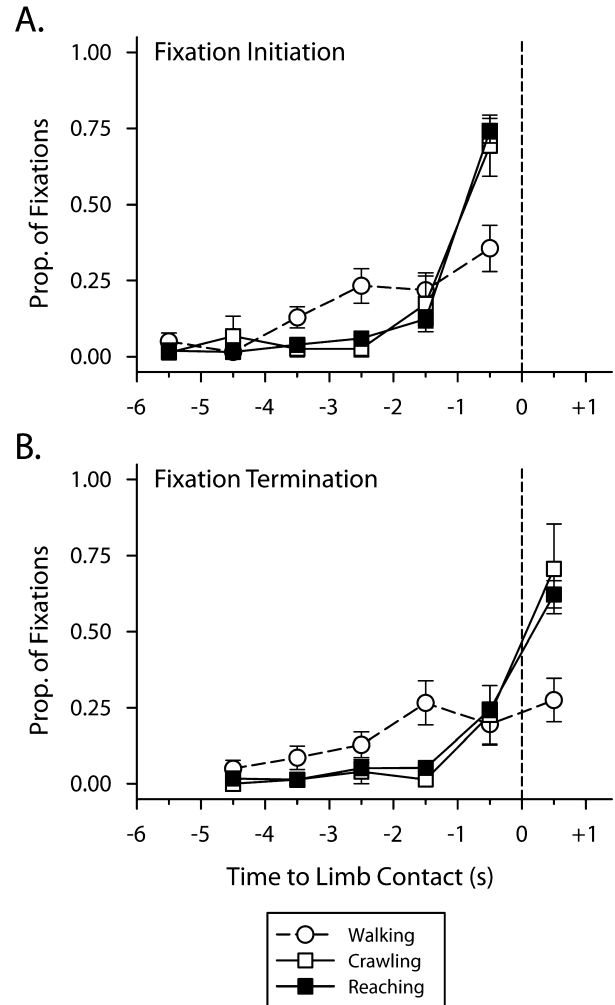 A.
Fixation Initiation
1.00
0.75
0.50
0.25
0.00
Prop. of Fixations
-6 -5 -4 -3 -2 -1 0 +1
B.
Fixation Termination
1.00
0.75
0.50
0.25
0.00
Prop. of Fixations
-6 -5 -4 -3 -2 -1 0 +1
Time to Limb Contact (s)
Walking
Crawling
Reaching